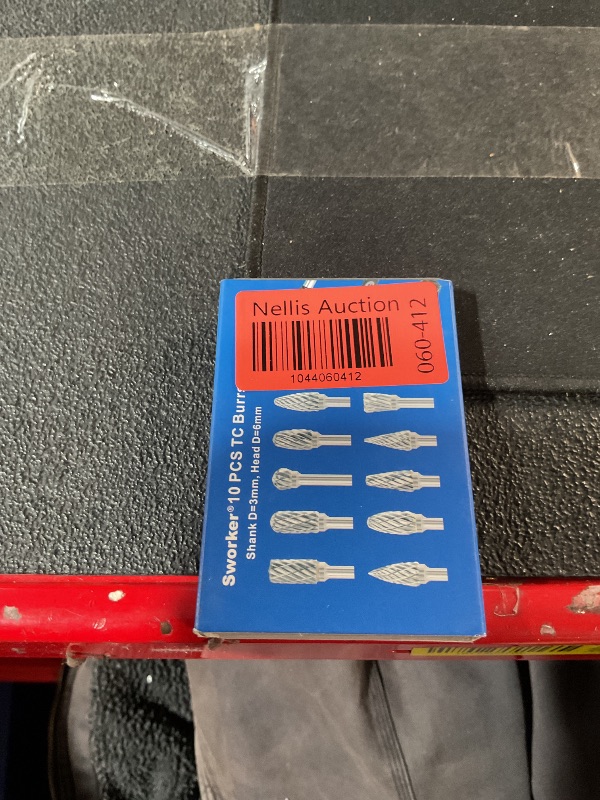 Nellis Auction
1044060412
060-412
Sworker® 10 PCS TC Burr
Shank D=3mm, Head D=6mm